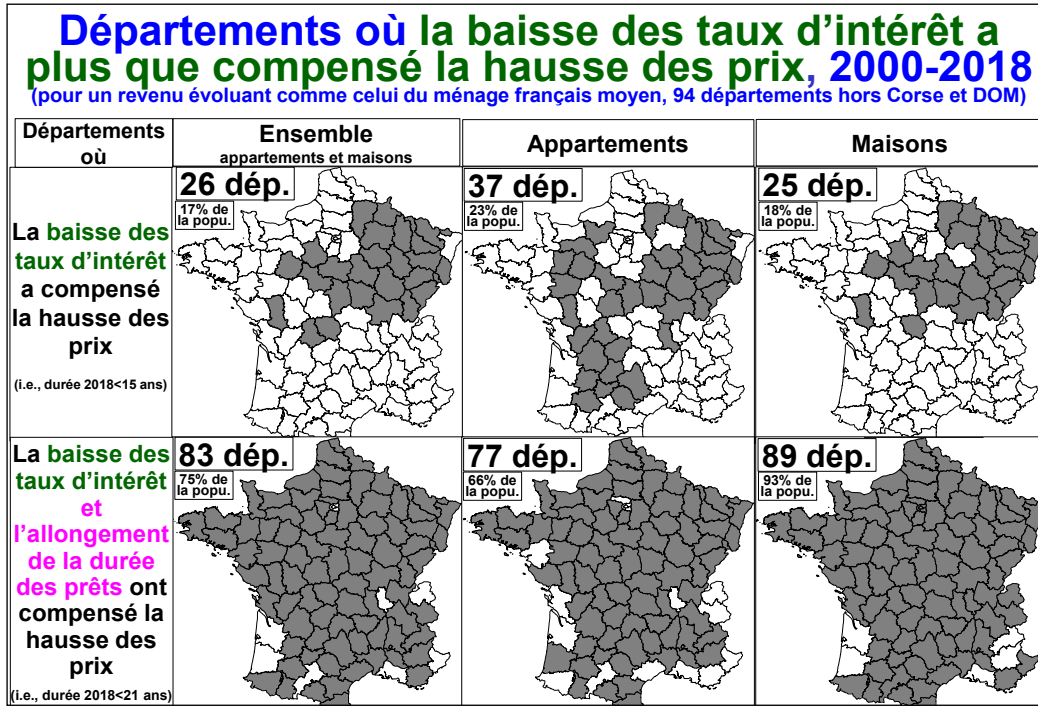 Départements où la baisse des taux d'intérêt a
plus que compensé la hausse des prix, 2000-2018
(pour un revenu évoluant comme celui du ménage français moyen, 94 départements hors Corse et DOM)
Départements
où
Ensemble
appartements et maisons
Appartements
Maisons
La baisse des
taux d'intérêt
a compensé
la hausse des
prix
(i.e., durée 2018<15 ans)
26 dép.
17% de
la popu.
37 dép.
23% de
la popu.
25 dép.
18% de
la popu.
La baisse des
taux d'intérêt
et
l'allongement
de la durée
des prêts ont
compensé la
hausse des
prix
(i.e., durée 2018<21 ans)
83 dép.
75% de
la popu.
77 dép.
66% de
la popu.
89 dép.
93% de
la popu.